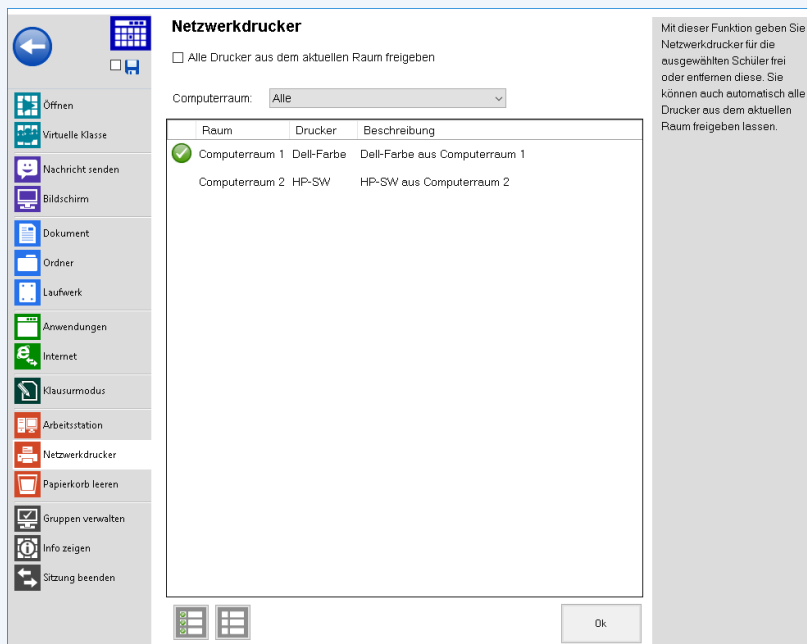 Netzwerkdrucker
Alle Drucker aus dem aktuellen Raum freigeben
Computerraum: Alle
Raum Drucker Beschreibung
Computerraum 1 Dell-Farbe Dell-Farbe aus Computerraum 1
Computerraum 2 HP-SW HP-SW aus Computerraum 2
Öffnen
Virtuelle Klasse
Nachricht senden
Bildschirm
Dokument
Ordner
Laufwerk
Anwendungen
Internet
Klausurmodus
Arbeitsstation
Netzwerkdrucker
Papierkorb leeren
Gruppen verwalten
Info zeigen
Sitzung beenden
Ok
Mit dieser Funktion geben Sie
Netzwerkdrucker für die
ausgewählten Schüler frei
oder entfernen diese. Sie
können auch automatisch alle
Drucker aus dem aktuellen
Raum freigeben lassen.